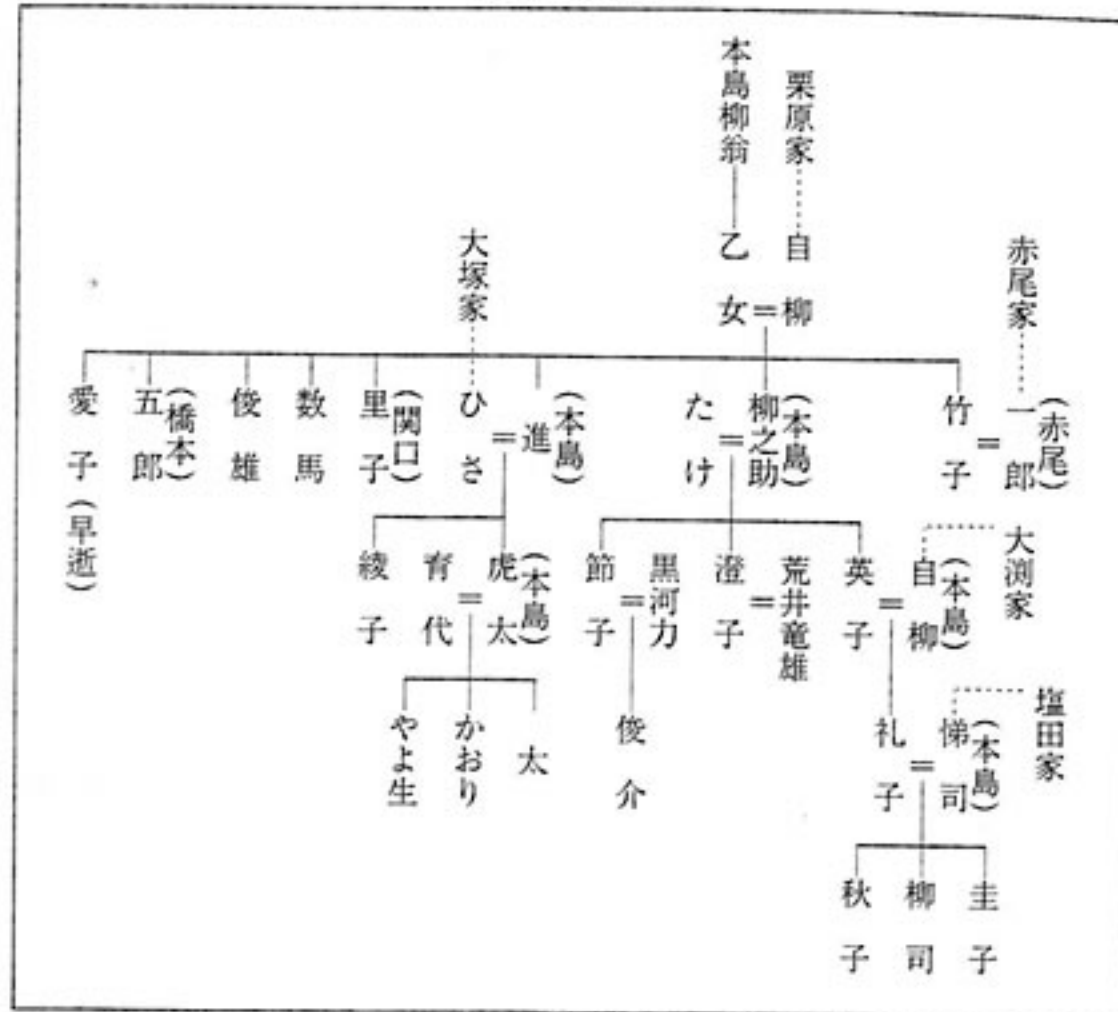 栗原家
自柳
本島柳翁
乙女
赤尾家
(赤尾)
一郎
竹子
(本島)
柳之助
たけ
(本島)
進
大塚家
ひさ
(関口)
里子
数馬
俊雄
(橋本)
五郎
愛子(早逝)
大渕家
(本島)
自柳
英子
荒井竜雄
澄子
黒河力
節子
(本島)
虎太
育代
綾子
塩田家
(本島)
悌司
礼子
俊介
太
かおり
やよ生
圭子
柳司
秋子